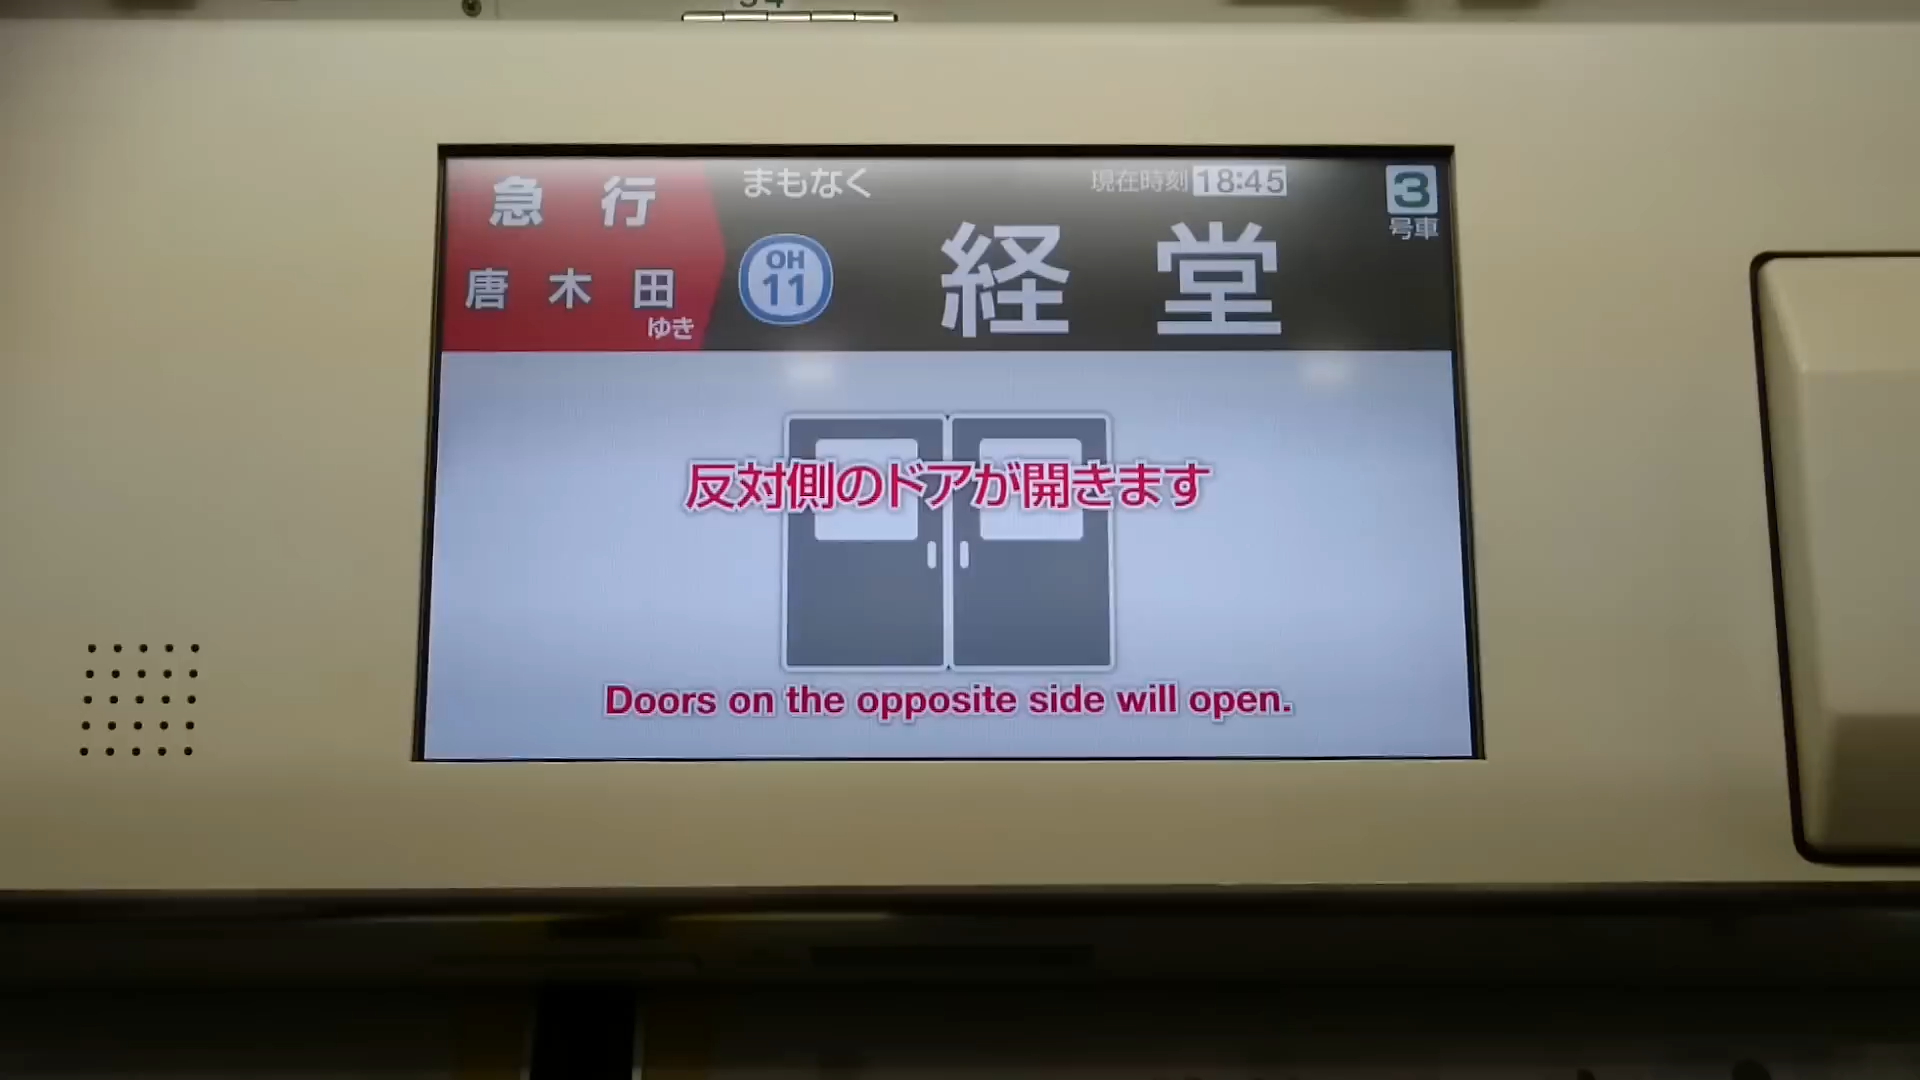 急行
唐木田
ゆき
まもなく
OH
11
経堂
現在時刻 18:45
3
号車
反対側のドアが開きます
Doors on the opposite side will open.